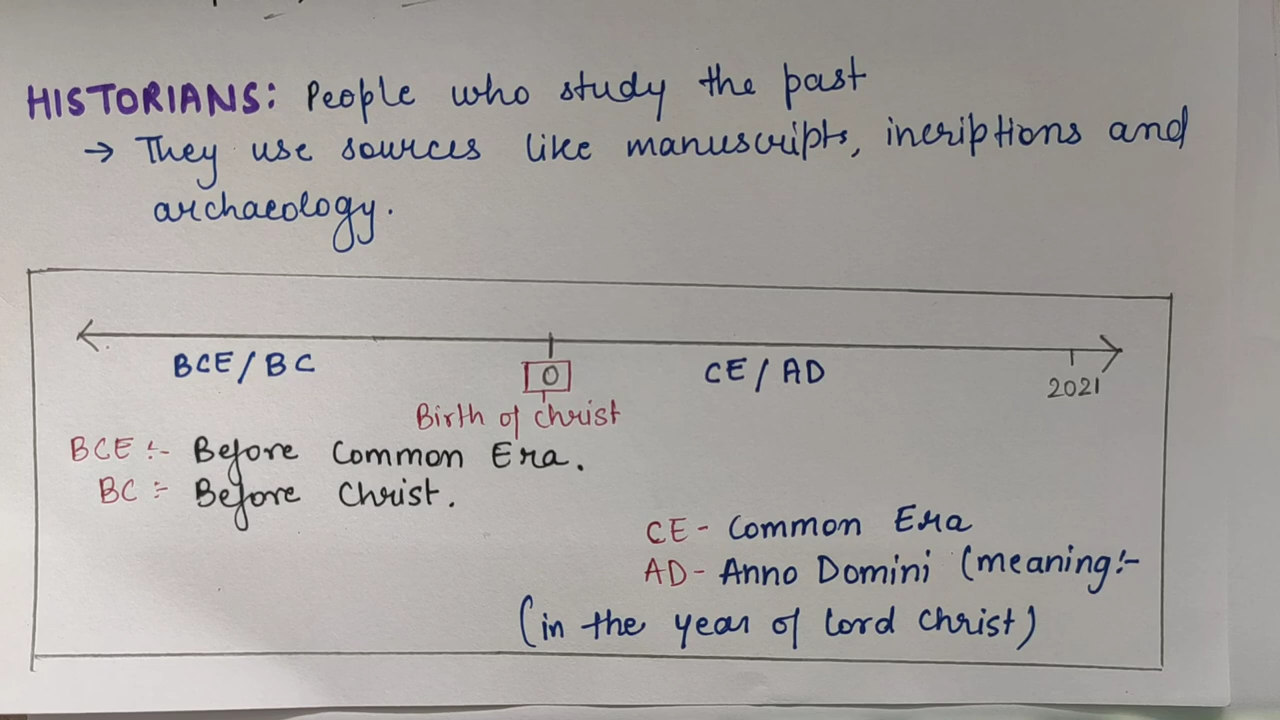 HISTORIANS: People who study the past
→ They use sources like manuscripts, incriptions and
archaeology.
BCE / BC
0
CE / AD
2021
Birth of christ
BCE :- Before Common Era.
BC :- Before Christ.
CE - Common Era
AD - Anno Domini (meaning:-
(in the year of lord christ)